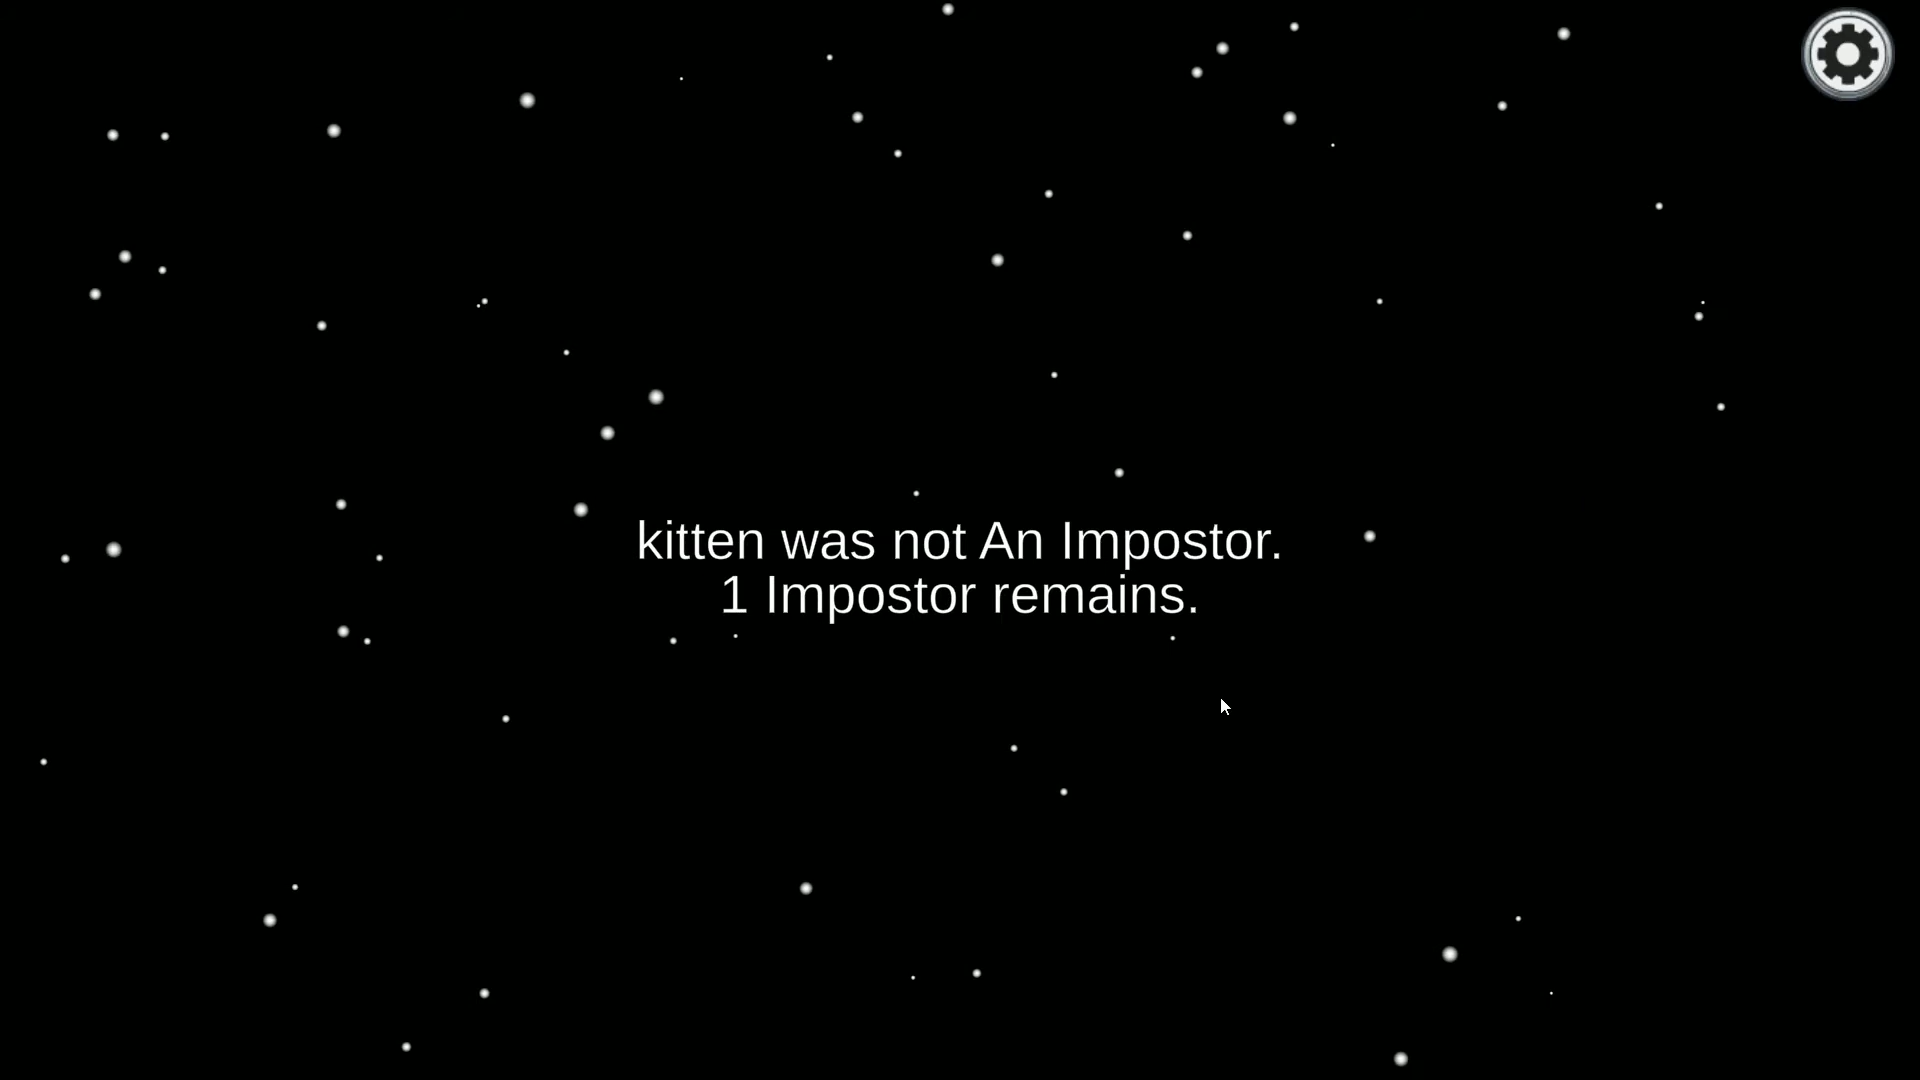 kitten was not An Impostor.
1 Impostor remains.